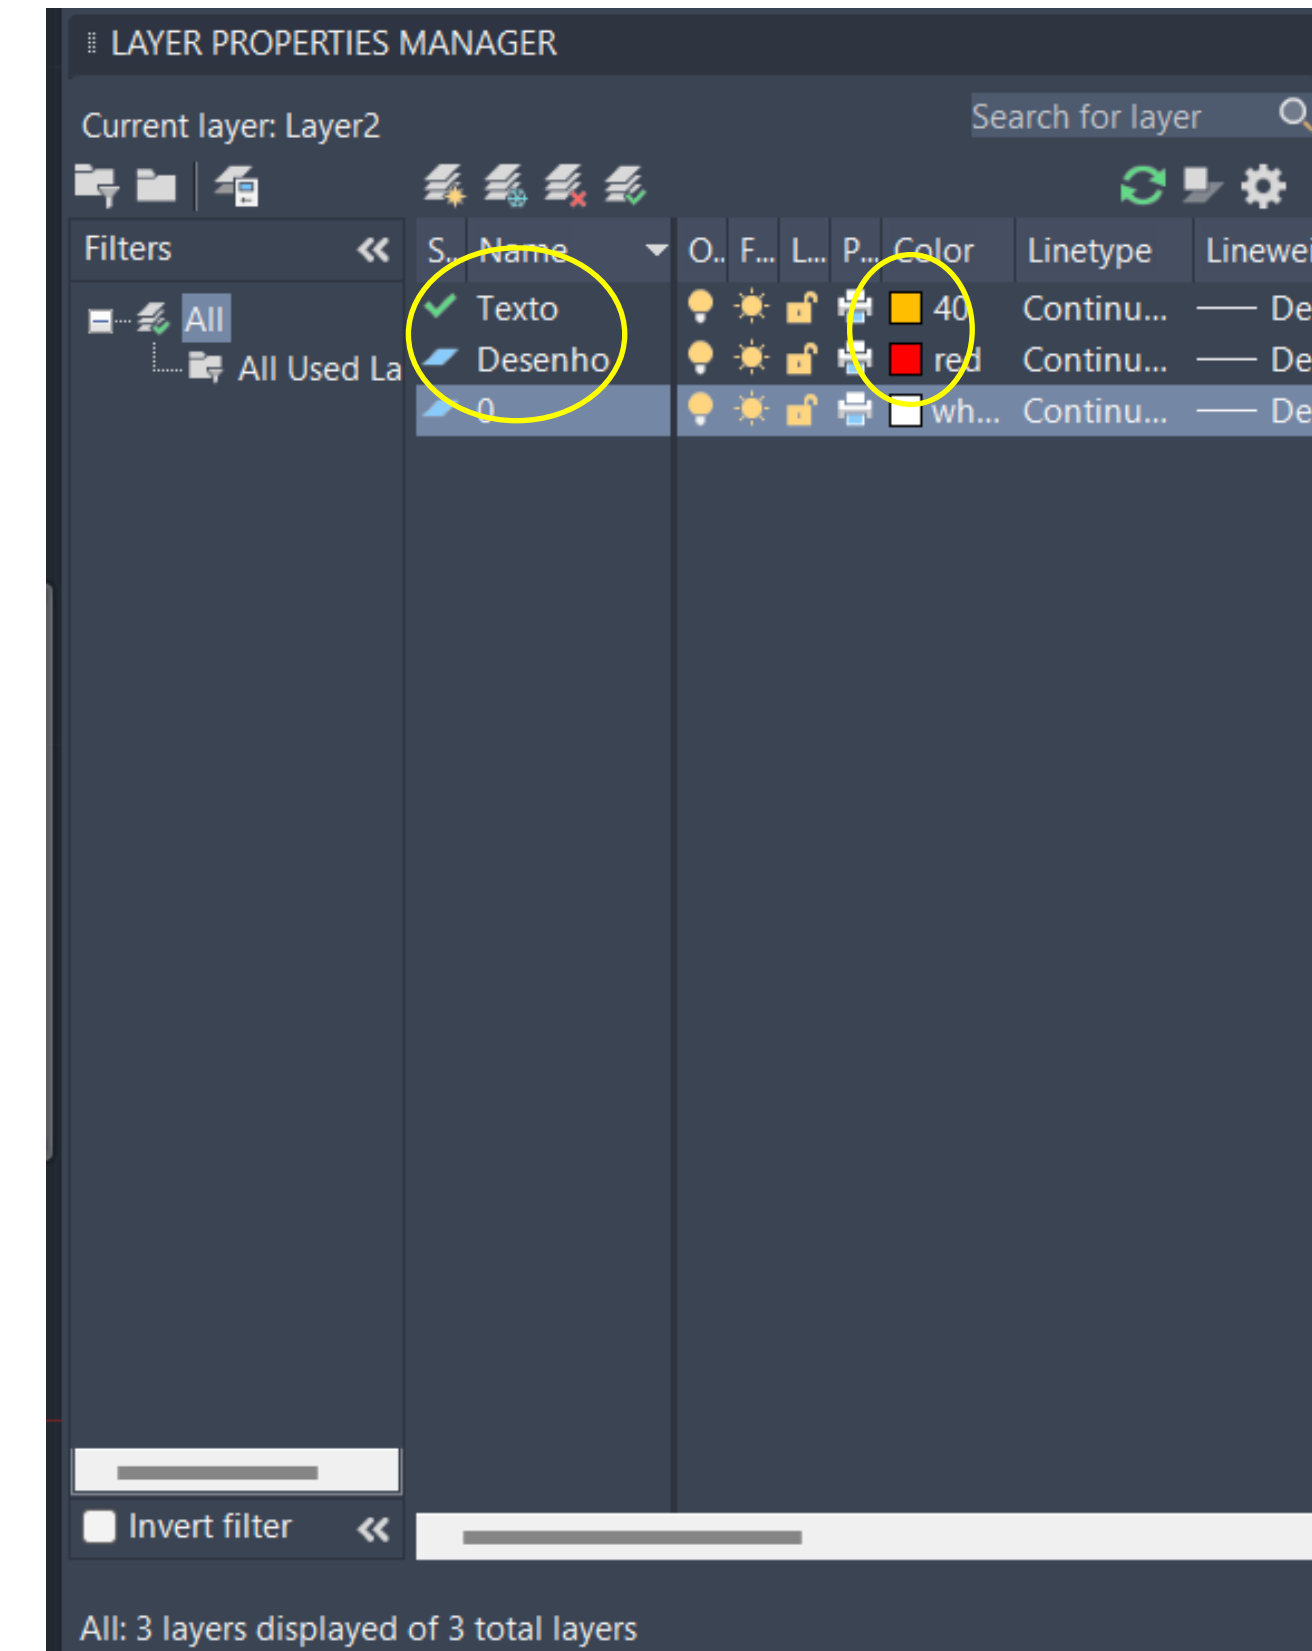 LAYER PROPERTIES MANAGER
Current layer: Layer2
Search for layer
Filters
S.. Name O.. F... L... P... Color Linetype Linewei
All
All Used La
Texto 40 Continu... De
Desenho red Continu... De
0 wh... Continu... De
Invert filter
All: 3 layers displayed of 3 total layers